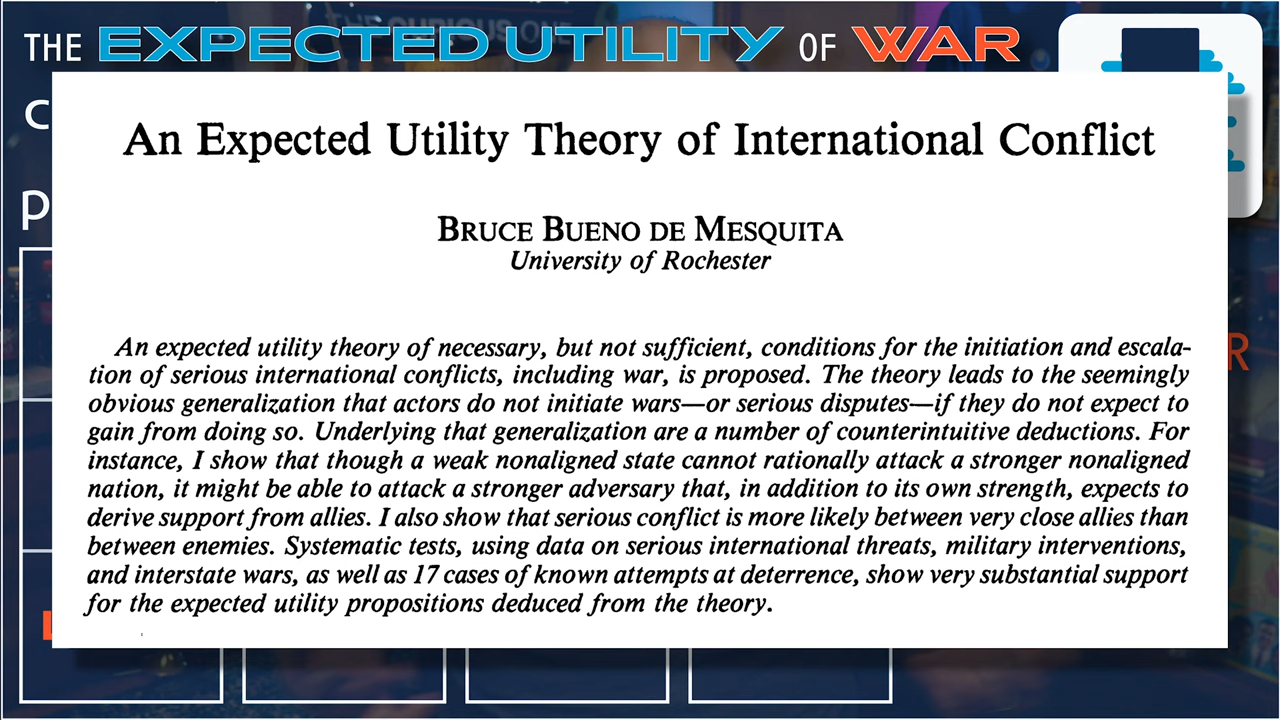 THE EXPECTED UTILITY OF WAR
An Expected Utility Theory of International Conflict
BRUCE BUENO DE MESQUITA
University of Rochester
An expected utility theory of necessary, but not sufficient, conditions for the initiation and escala-
tion of serious international conflicts, including war, is proposed. The theory leads to the seemingly
obvious generalization that actors do not initiate wars—or serious disputes—if they do not expect to
gain from doing so. Underlying that generalization are a number of counterintuitive deductions. For
instance, I show that though a weak nonaligned state cannot rationally attack a stronger nonaligned
nation, it might be able to attack a stronger adversary that, in addition to its own strength, expects to
derive support from allies. I also show that serious conflict is more likely between very close allies than
between enemies. Systematic tests, using data on serious international threats, military interventions,
and interstate wars, as well as 17 cases of known attempts at deterrence, show very substantial support
for the expected utility propositions deduced from the theory.